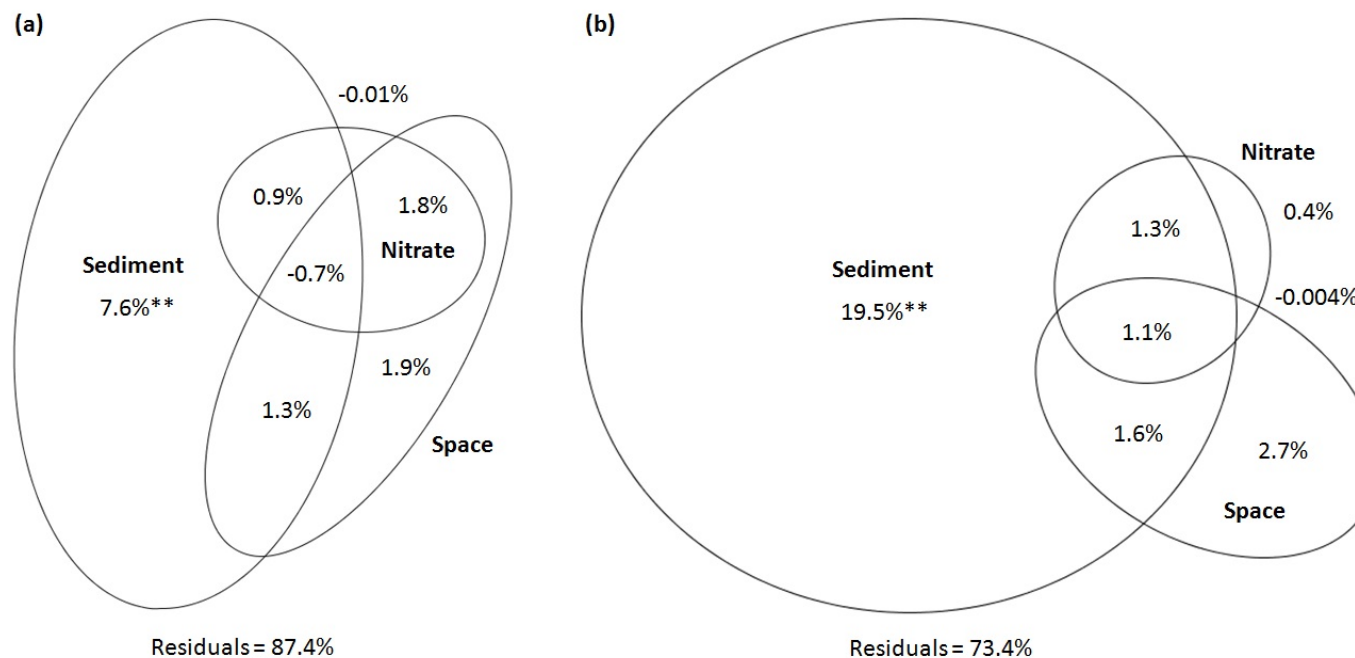 (a)
-0.01%
0.9%
1.8%
Nitrate
Sediment
-0.7%
7.6%**
1.9%
1.3%
Space
Residuals = 87.4%
(b)
Nitrate
0.4%
1.3%
Sediment
-0.004%
19.5%**
1.1%
1.6%
2.7%
Space
Residuals = 73.4%